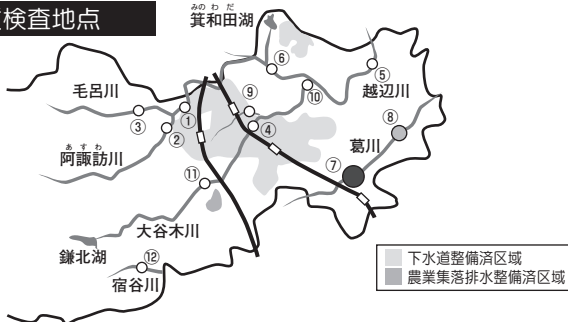 検査地点
みのわだ
箕和田湖
⑥
⑤
毛呂川
⑨
⑩
越辺川
③
①
④
⑧
②
葛川
あすわ
阿諏訪川
⑦
⑪
大谷木川
鎌北湖
⑫
宿谷川
下水道整備済区域
農業集落排水整備済区域